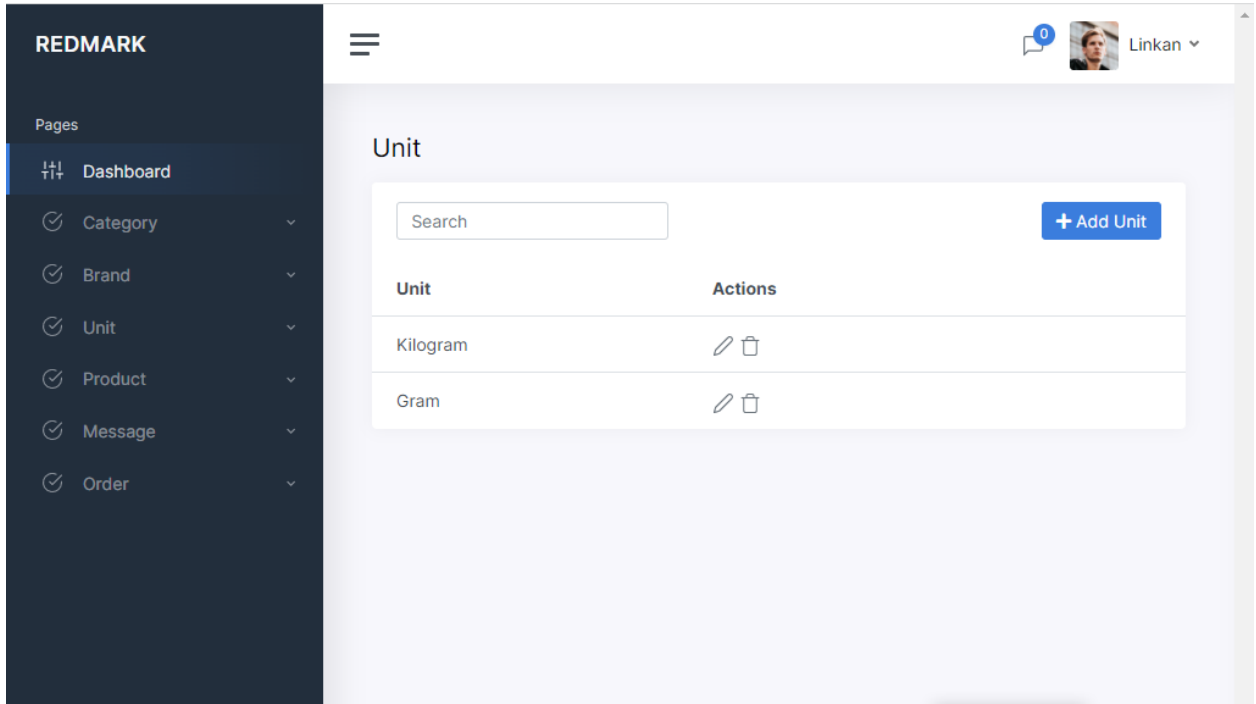 REDMARK
0
Linkan
Pages
Dashboard
Category
Brand
Unit
Product
Message
Order
Unit
Search
Add Unit
Unit Actions
Kilogram
Gram